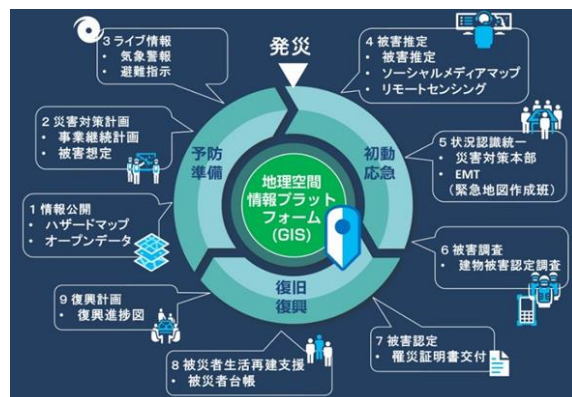 発災
1 情報公開
• ハザードマップ
• オープンデータ
2 災害対策計画
• 事業継続計画
• 被害想定
3 ライブ情報
• 気象警報
• 避難指示
4 被害推定
• 被害推定
• ソーシャルメディアマップ
• リモートセンシング
5 状況認識統一
• 災害対策本部
• EMT
(緊急地図作成班)
6 被害調査
• 建物被害認定調査
7 被害認定
• 罹災証明書交付
8 被災者生活再建支援
• 被災者台帳
9 復興計画
• 復興進捗図
予防
準備
初動
応急
復旧
復興
地理空間
情報プラット
フォーム
(GIS)